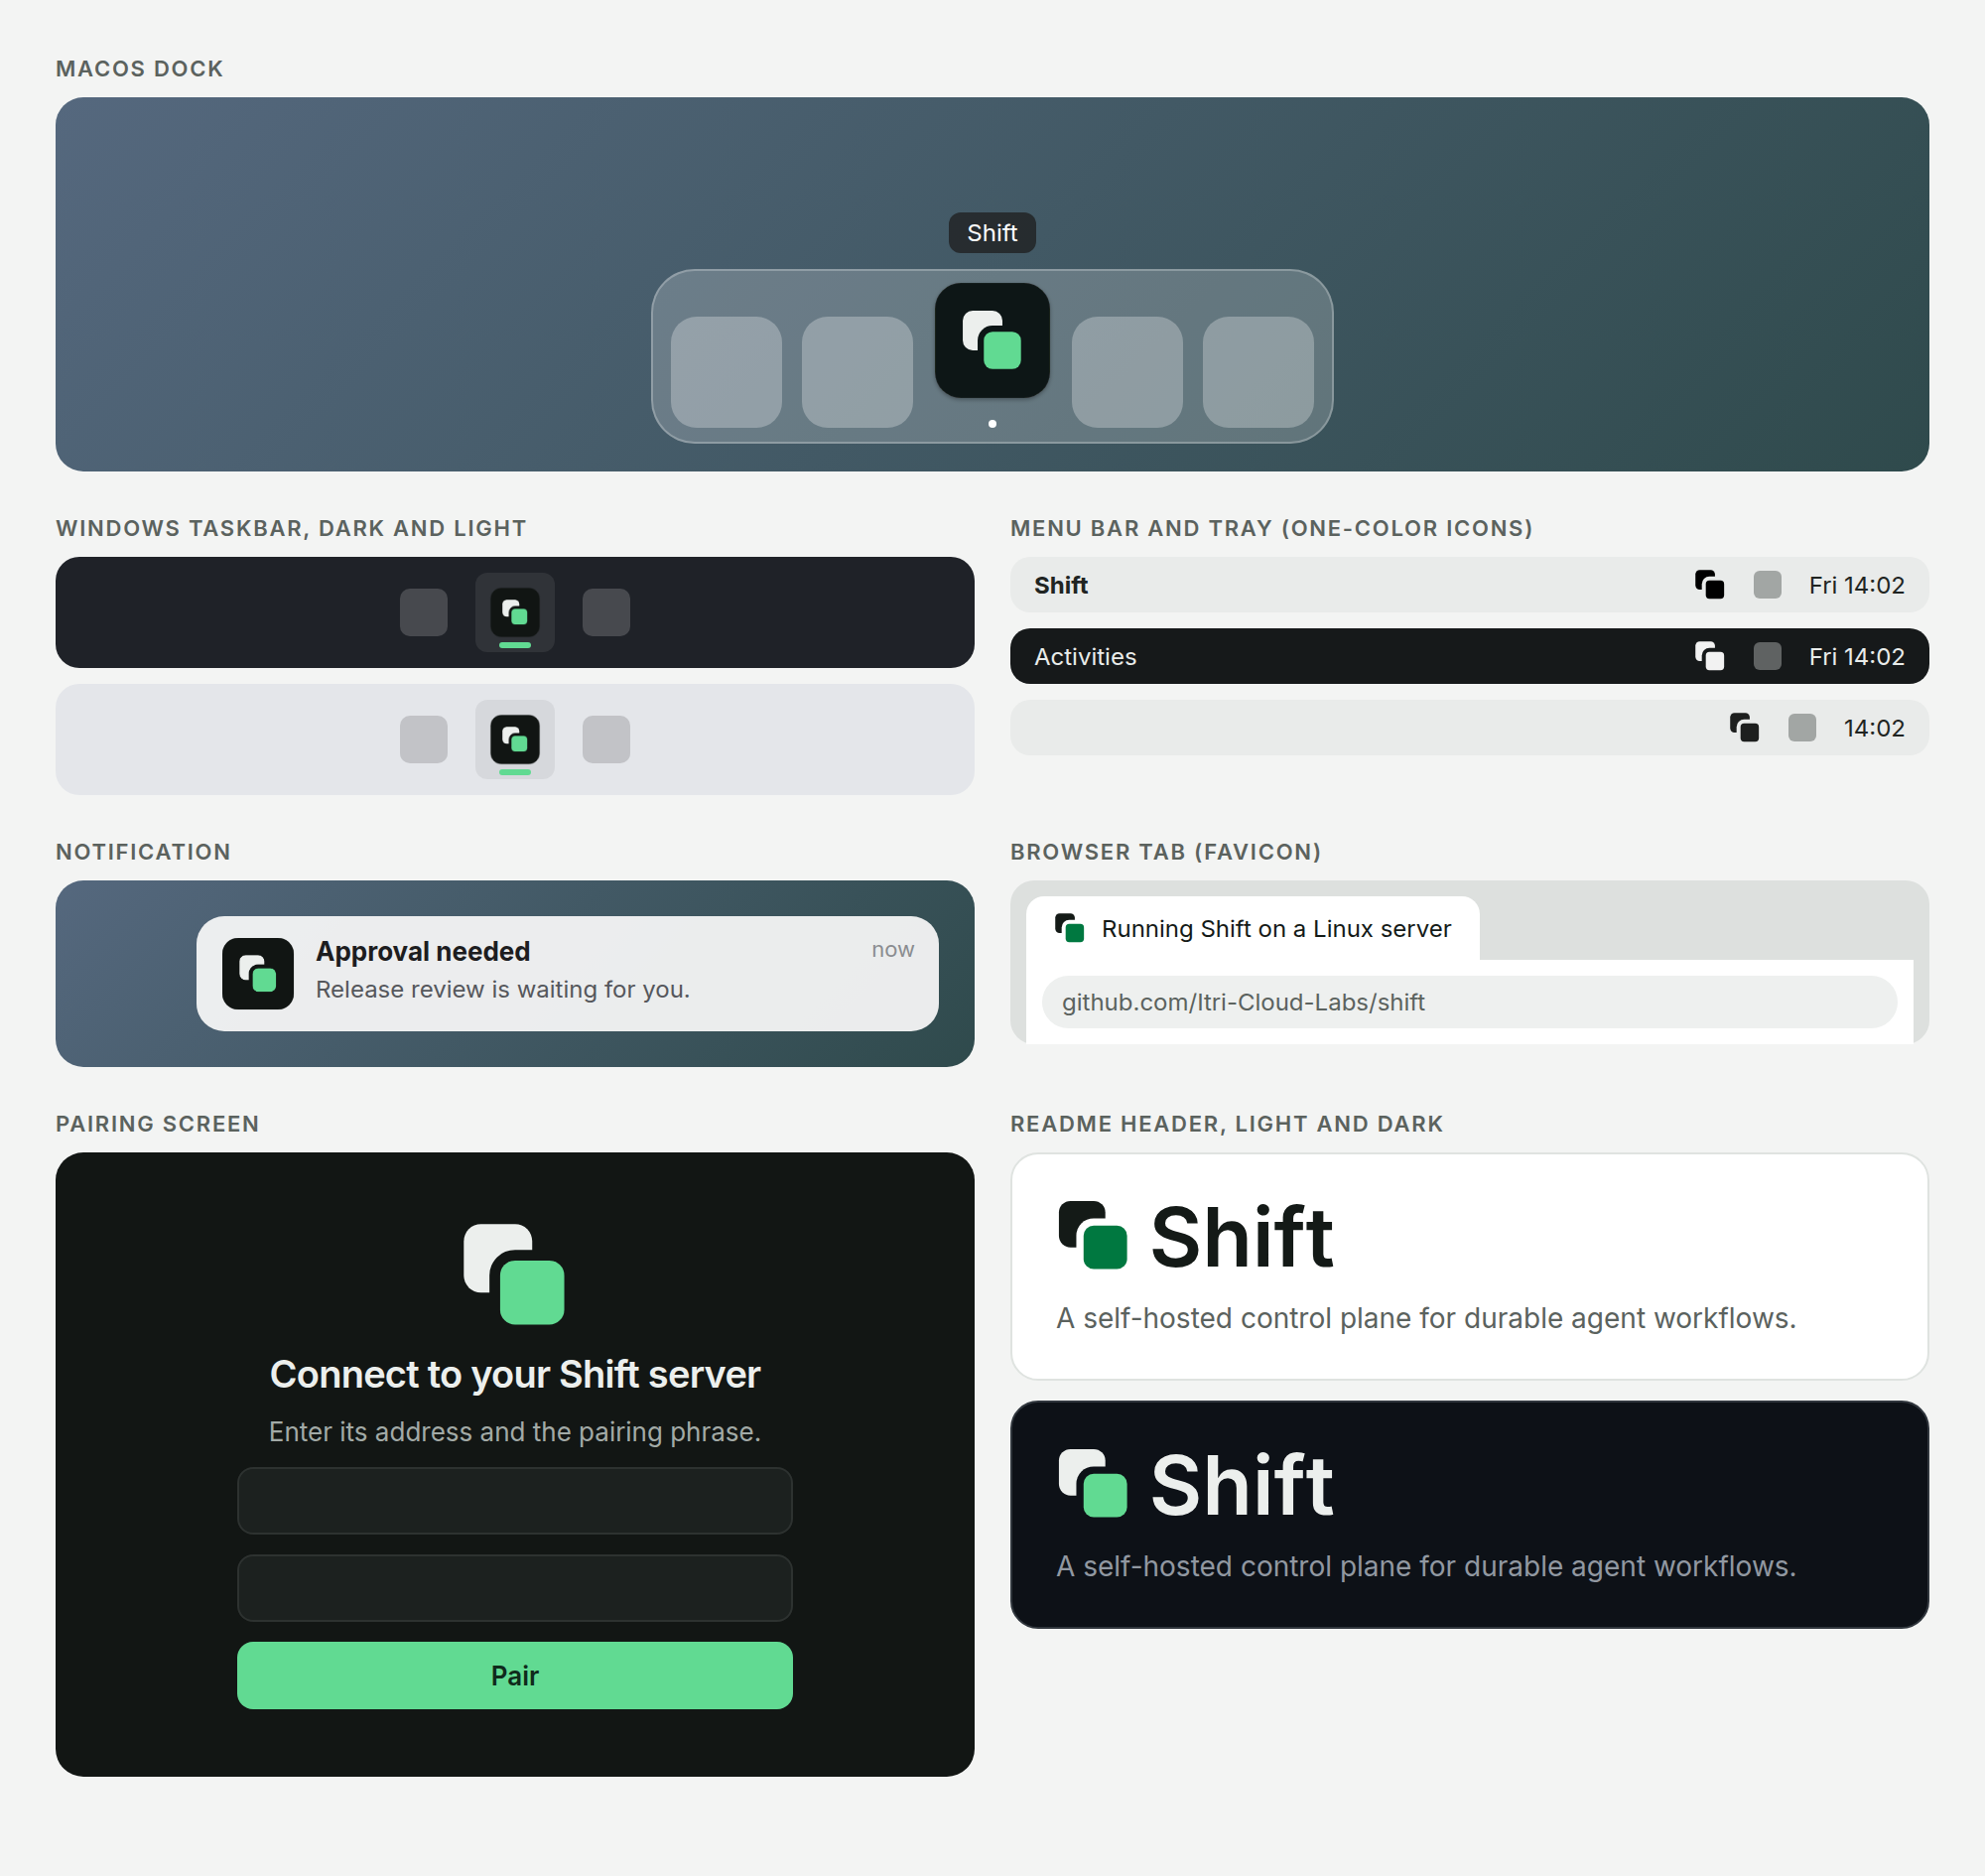 MACOS DOCK
Shift
WINDOWS TASKBAR, DARK AND LIGHT
MENU BAR AND TRAY (ONE-COLOR ICONS)
Shift Fri 14:02
Activities Fri 14:02
14:02
NOTIFICATION
Approval needed now
Release review is waiting for you.
BROWSER TAB (FAVICON)
Running Shift on a Linux server
github.com/Itri-Cloud-Labs/shift
PAIRING SCREEN
Connect to your Shift server
Enter its address and the pairing phrase.
Pair
README HEADER, LIGHT AND DARK
Shift
A self-hosted control plane for durable agent workflows.
Shift
A self-hosted control plane for durable agent workflows.